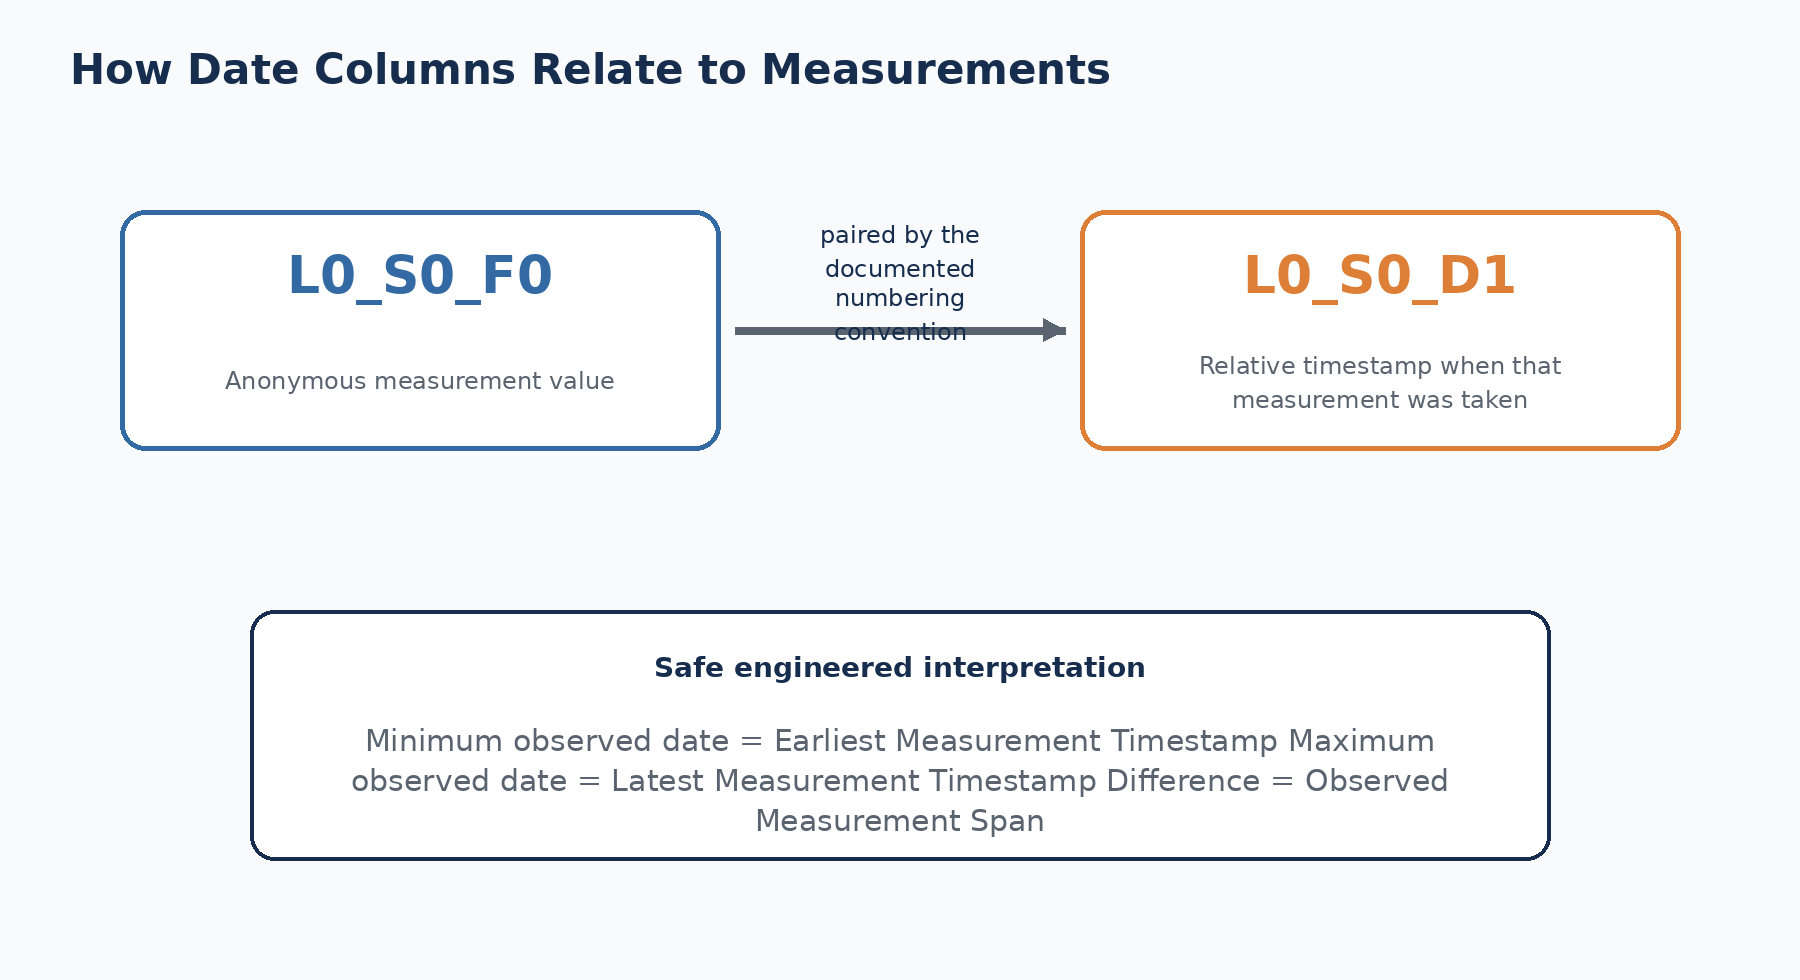 How Date Columns Relate to Measurements
L0_S0_F0
Anonymous measurement value
paired by the
documented
numbering
convention
L0_S0_D1
Relative timestamp when that
measurement was taken
Safe engineered interpretation
Minimum observed date = Earliest Measurement Timestamp Maximum
observed date = Latest Measurement Timestamp Difference = Observed
Measurement Span